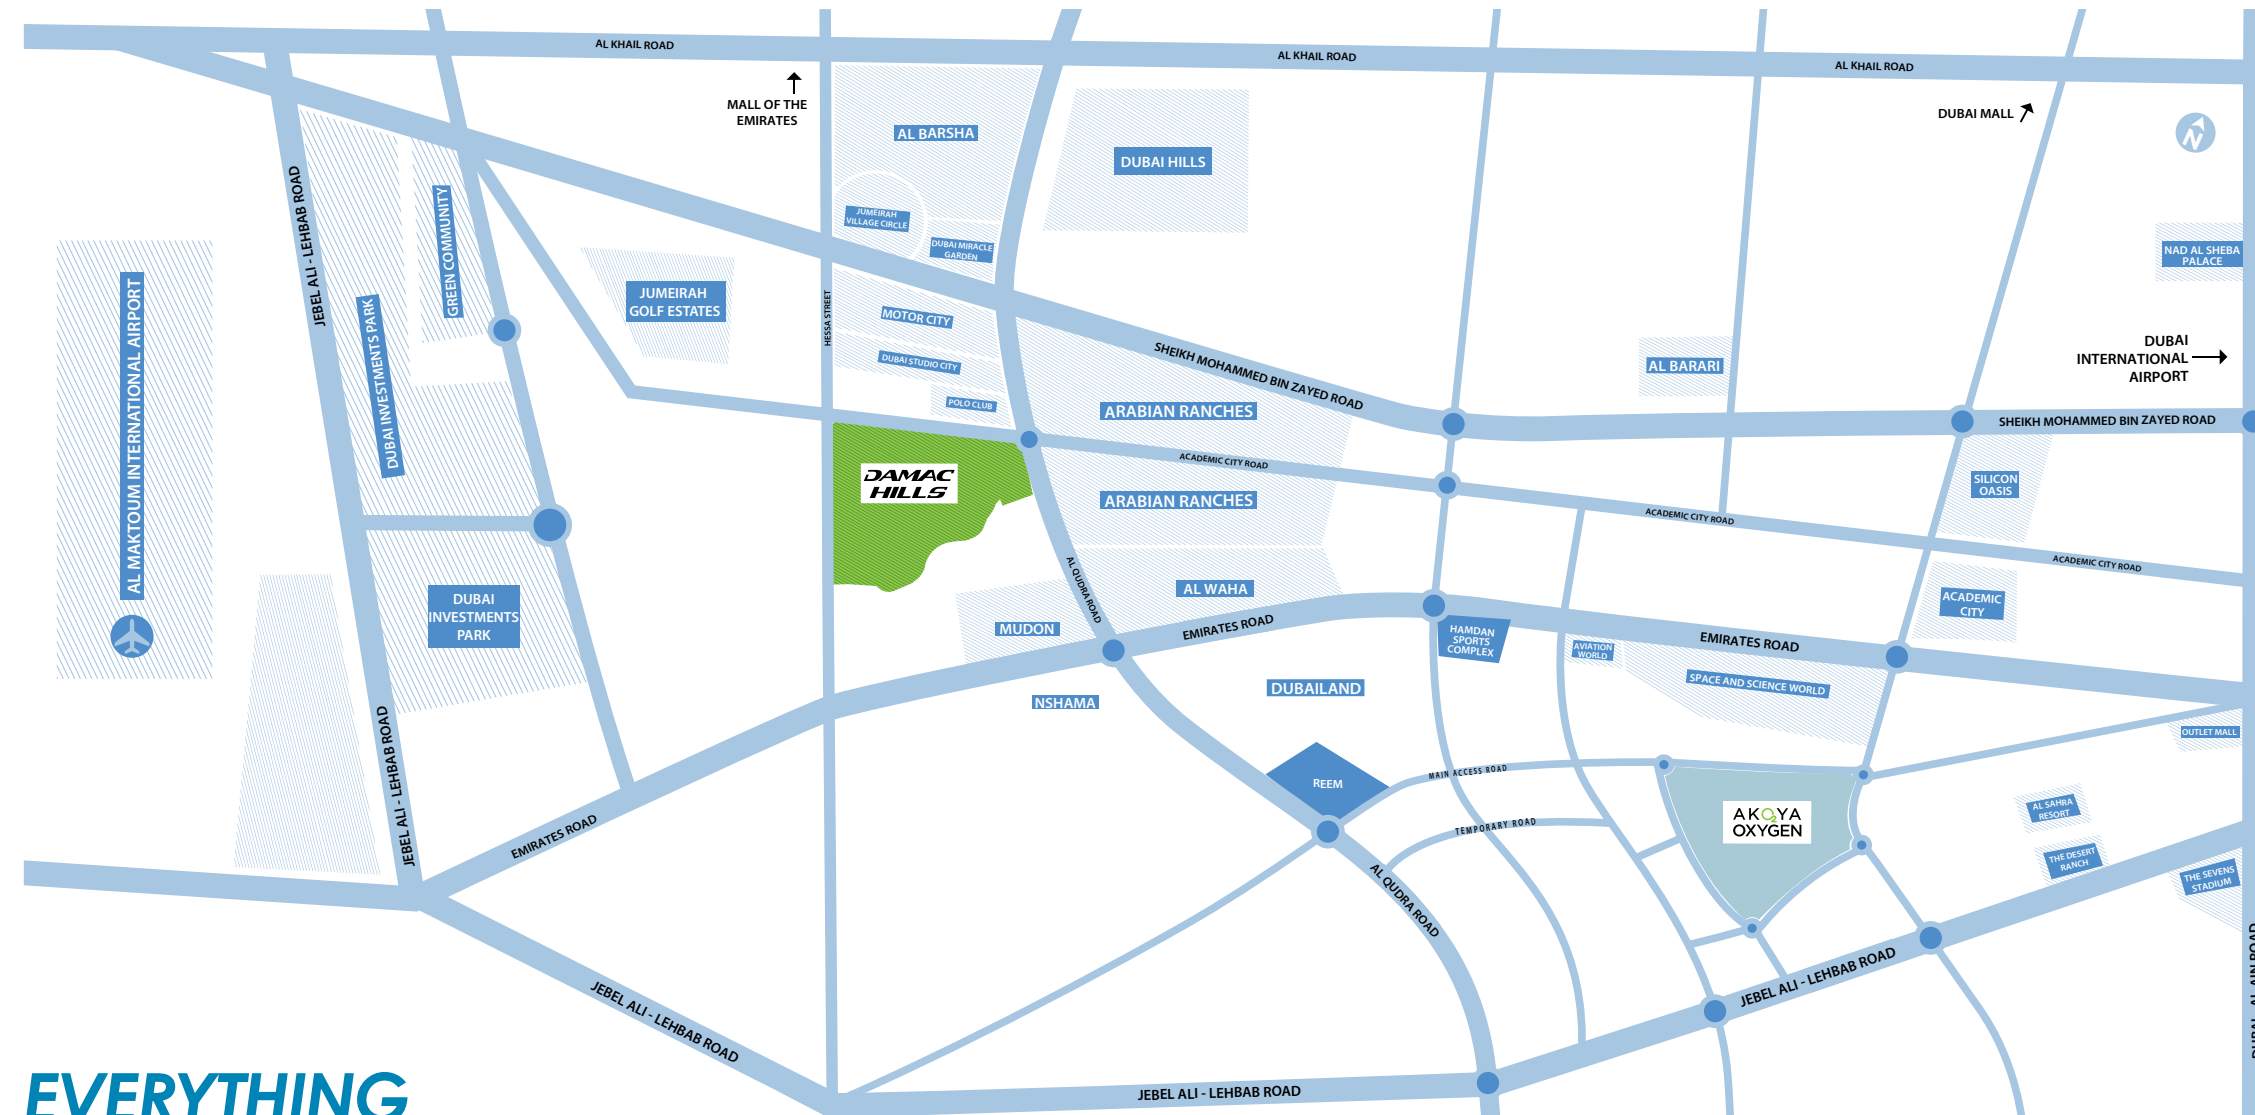 AL KHAIL ROAD
AL KHAIL ROAD
AL KHAIL ROAD
MALL OF THE
EMIRATES
DUBAI MALL
N
AL BARSHA
DUBAI HILLS
JEBEL ALI - LEHBAB ROAD
GREEN COMMUNITY
JUMEIRAH
VILLAGE CIRCLE
DUBAI MIRACLE
GARDEN
NAD AL SHEBA
PALACE
AL MAKTOUM INTERNATIONAL AIRPORT
DUBAI INVESTMENTS PARK
JUMEIRAH
GOLF ESTATES
HESSA STREET
MOTOR CITY
DUBAI STUDIO CITY
POLO CLUB
SHEIKH MOHAMMED BIN ZAYED ROAD
AL BARARI
DUBAI
INTERNATIONAL
AIRPORT
ARABIAN RANCHES
SHEIKH MOHAMMED BIN ZAYED ROAD
DAMAC
HILLS
ACADEMIC CITY ROAD
ARABIAN RANCHES
ACADEMIC CITY ROAD
SILICON
OASIS
ACADEMIC CITY ROAD
DUBAI
INVESTMENTS
PARK
AL QUDRA ROAD
AL WAHA
ACADEMIC
CITY
MUDON
EMIRATES ROAD
HAMDAN
SPORTS
COMPLEX
AVIATION
WORLD
EMIRATES ROAD
SPACE AND SCIENCE WORLD
NSHAMA
DUBAILAND
OUTLET MALL
JEBEL ALI - LEHBAB ROAD
REEM
MAIN ACCESS ROAD
TEMPORARY ROAD
AKO2YA
OXYGEN
AL SAHRA
RESORT
THE DESERT
RANCH
THE SEVENS
STADIUM
EMIRATES ROAD
AL QUDRA ROAD
JEBEL ALI - LEHBAB ROAD
JEBEL ALI - LEHBAB ROAD
DUBAI - AL AIN ROAD
JEBEL ALI - LEHBAB ROAD
EVERYTHING